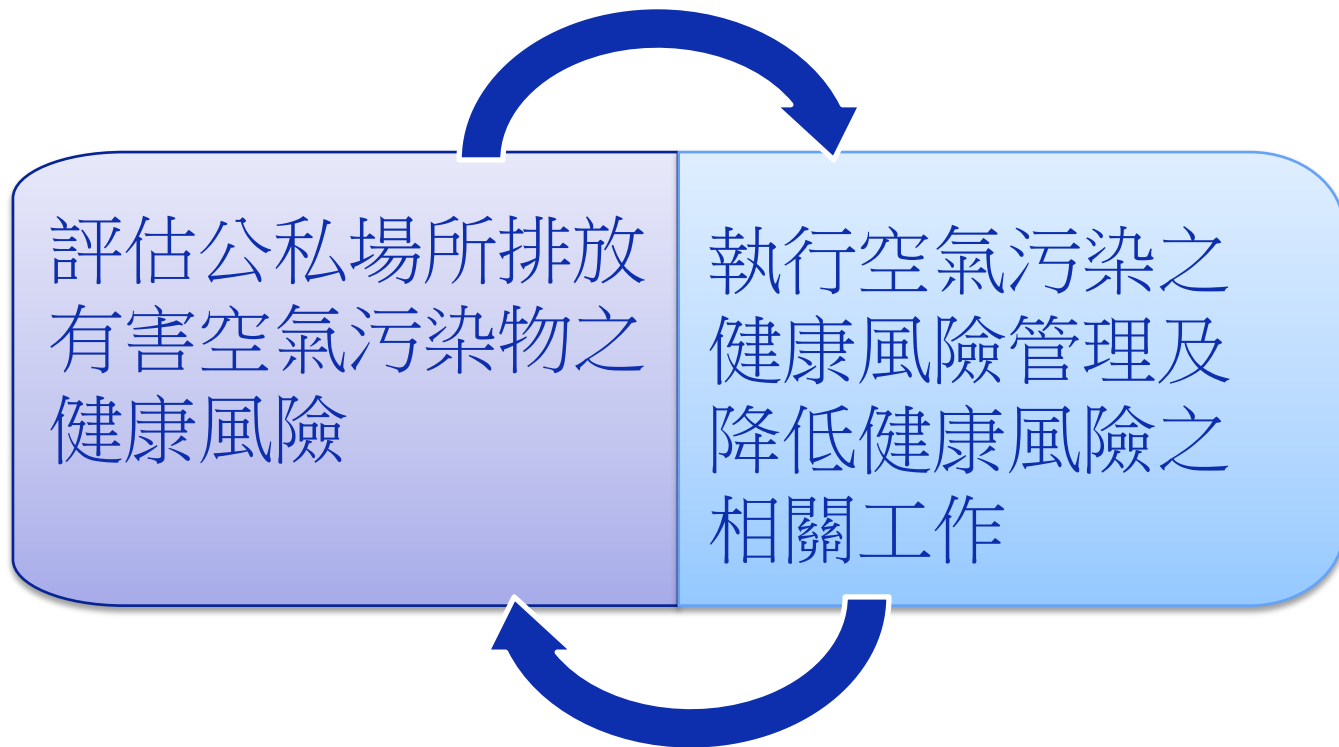 評估公私場所排放
有害空氣污染物之
健康風險
執行空氣污染之
健康風險管理及
降低健康風險之
相關工作